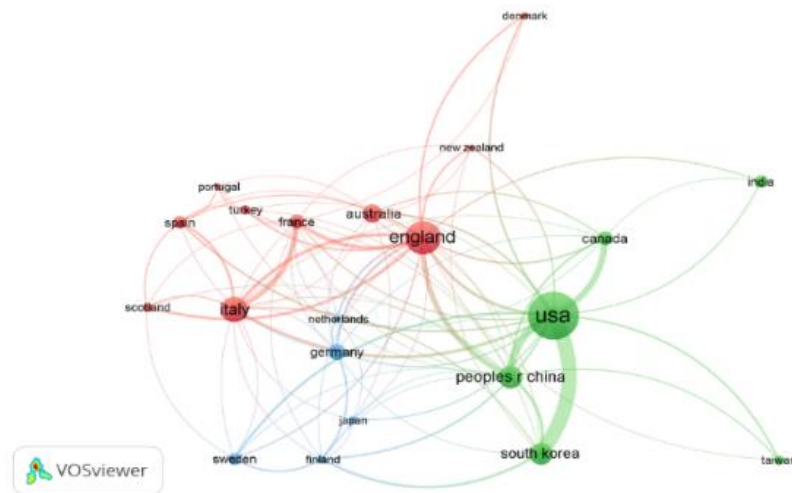 denmark
new zealand
portugal
india
turkey
australia
spain
france
england
canada
scotland
italy
netherlands
usa
germany
peoples r china
japan
south korea
sweden
finland
taiwan
VOSviewer